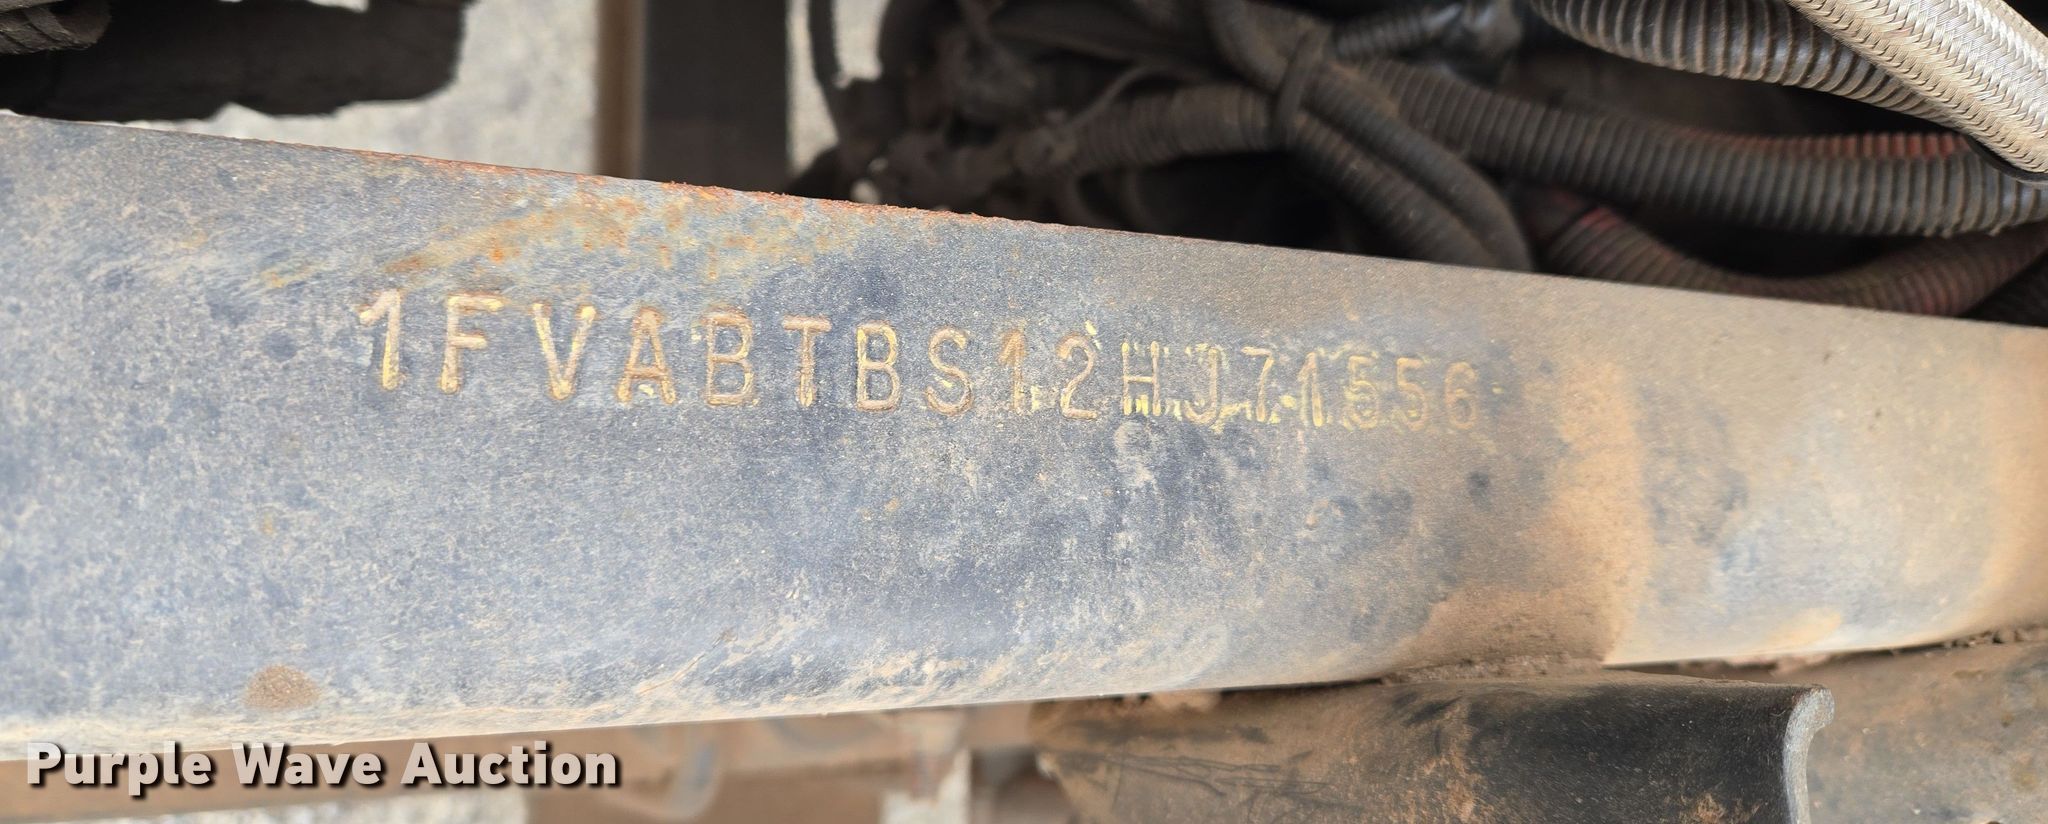 1FVABTBS12HJ71556
Purple Wave Auction